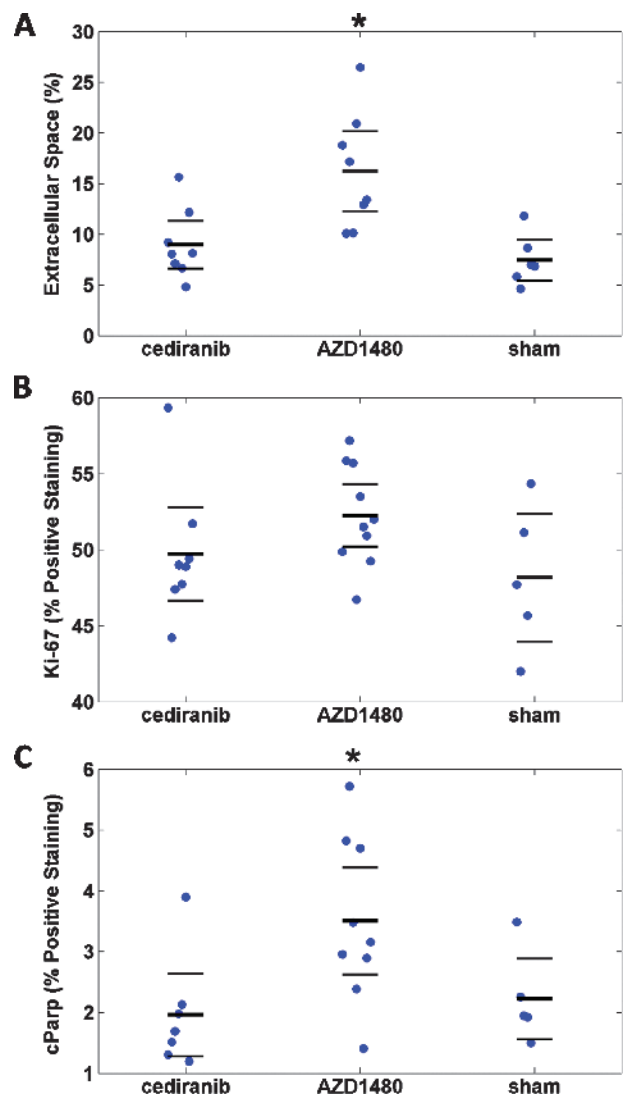 A
*
Extracellular Space (%)
30
25
20
15
10
5
0
cediranib AZD1480 sham
B
Ki-67 (% Positive Staining)
60
55
50
45
40
cediranib AZD1480 sham
C
*
cParp (% Positive Staining)
6
5
4
3
2
1
cediranib AZD1480 sham